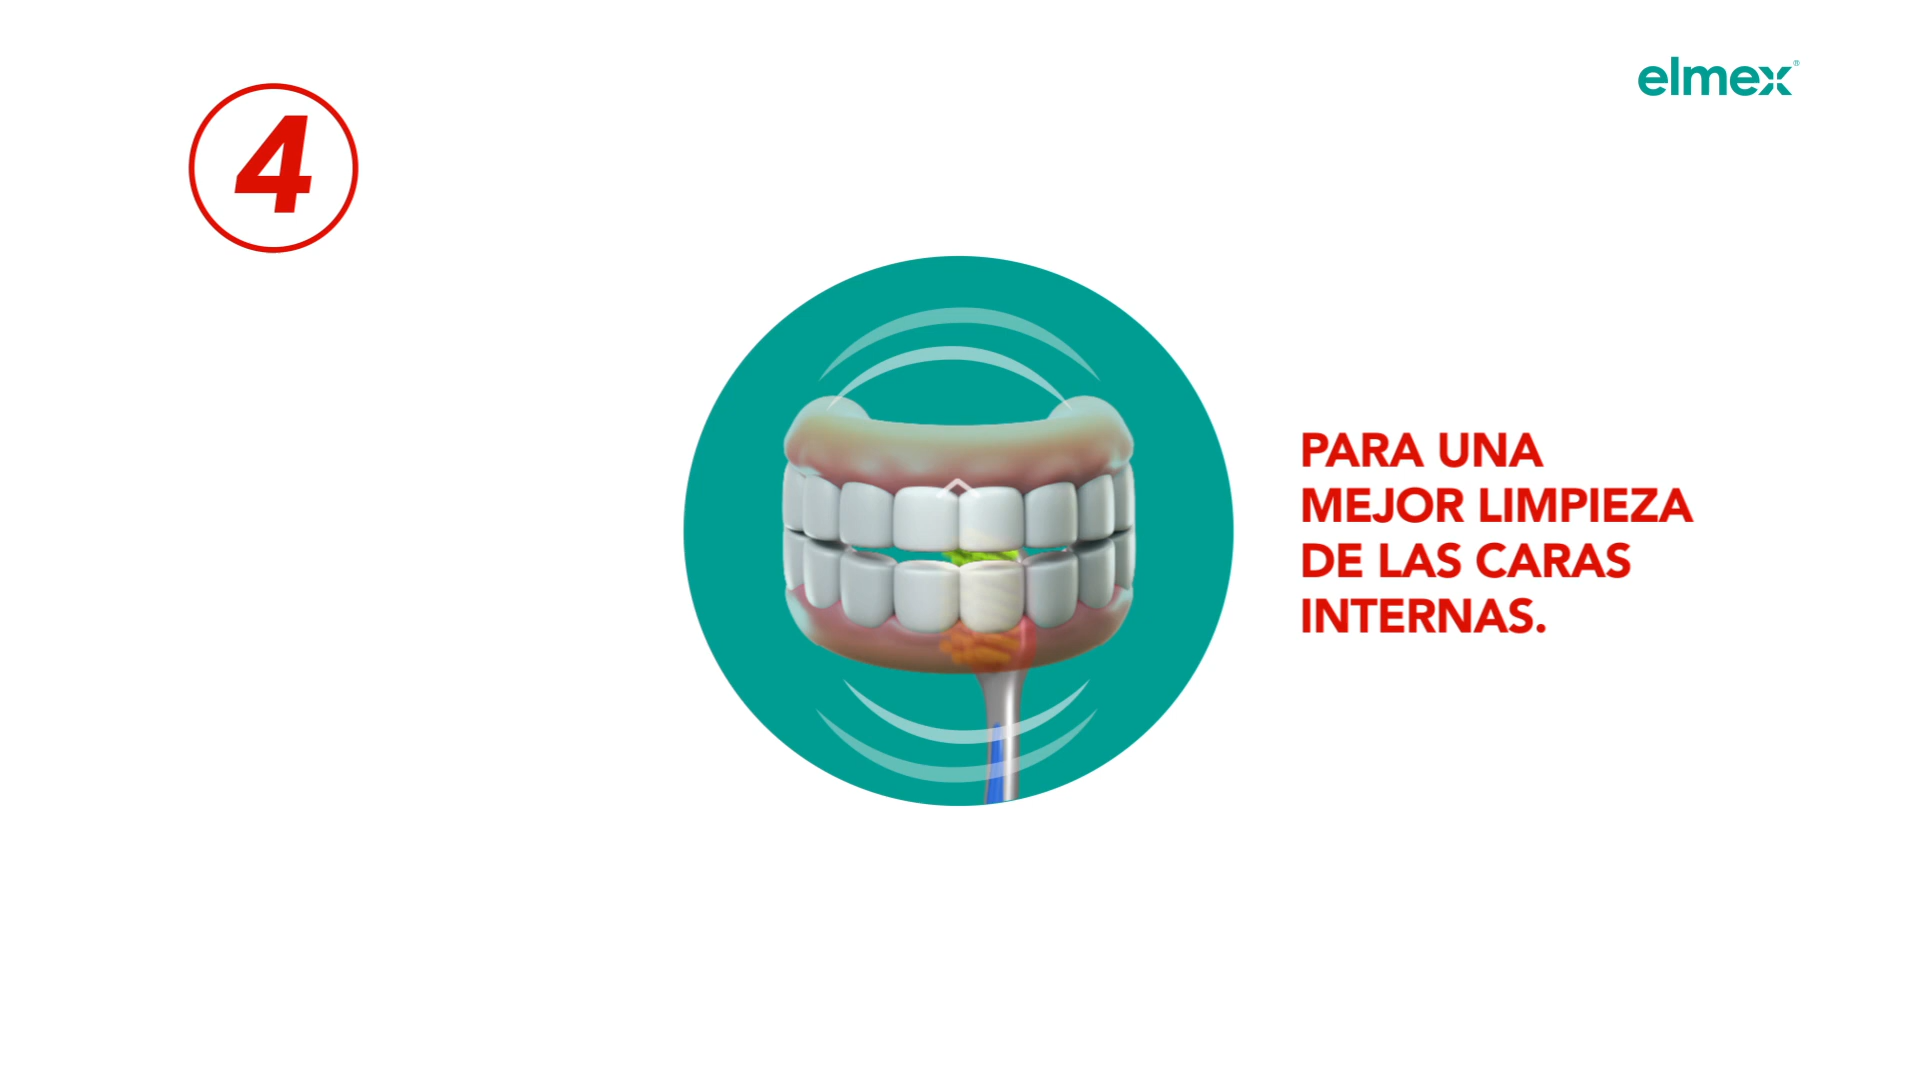 4
elmex®
PARA UNA
MEJOR LIMPIEZA
DE LAS CARAS
INTERNAS.